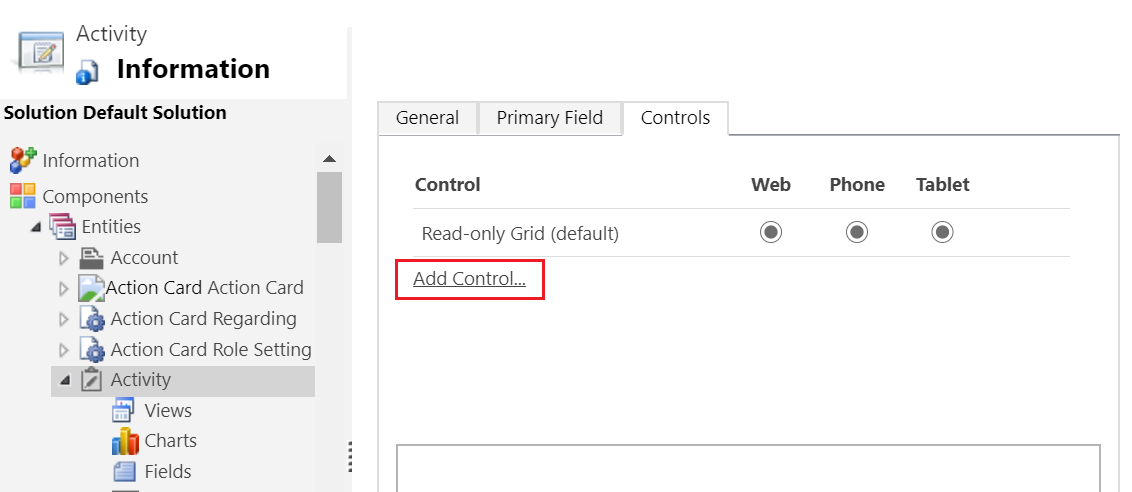 Activity
Information
Solution Default Solution
Information
Components
Entities
Account
Action Card Action Card
Action Card Regarding
Action Card Role Setting
Activity
Views
Charts
Fields
General Primary Field Controls
Control Web Phone Tablet
Read-only Grid (default)
Add Control...